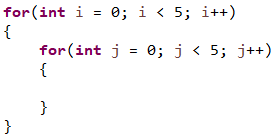 for(int i = 0; i < 5; i++)
{
    for(int j = 0; j < 5; j++)
    {
    }
}